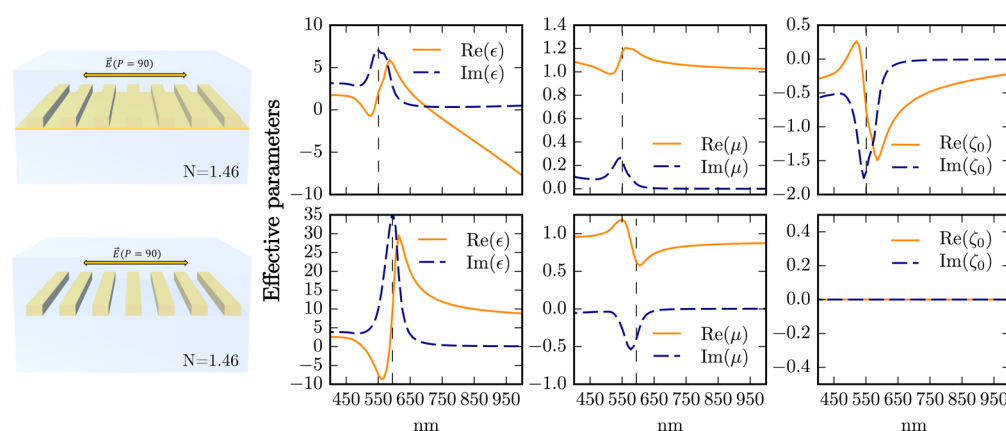 E⃗(P = 90)
N=1.46
E⃗(P = 90)
N=1.46
Effective parameters
10
5
0
−5
−10
Re(ϵ)
Im(ϵ)
1.4
1.2
1.0
0.8
0.6
0.4
0.2
0.0
Re(μ)
Im(μ)
0.5
0.0
−0.5
−1.0
−1.5
−2.0
Re(ζ₀)
Im(ζ₀)
35
30
25
20
15
10
5
0
−5
−10
Re(ϵ)
Im(ϵ)
450 550 650 750 850 950
nm
1.0
0.5
0.0
−0.5
−1.0
Re(μ)
Im(μ)
450 550 650 750 850 950
nm
0.4
0.2
0.0
−0.2
−0.4
Re(ζ₀)
Im(ζ₀)
450 550 650 750 850 950
nm